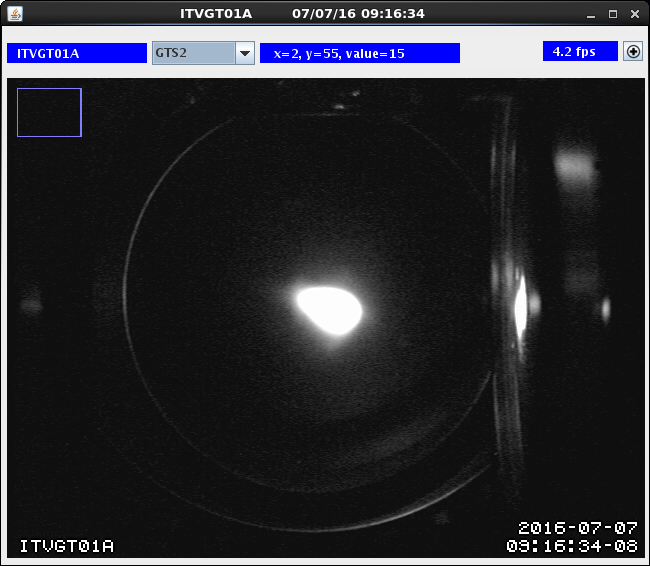 ITVGT01A 07/07/16 09:16:34
ITVGT01A GTS2 x=2, y=55, value=15 4.2 fps
2016-07-07
ITVGT01A 09:16:34-08